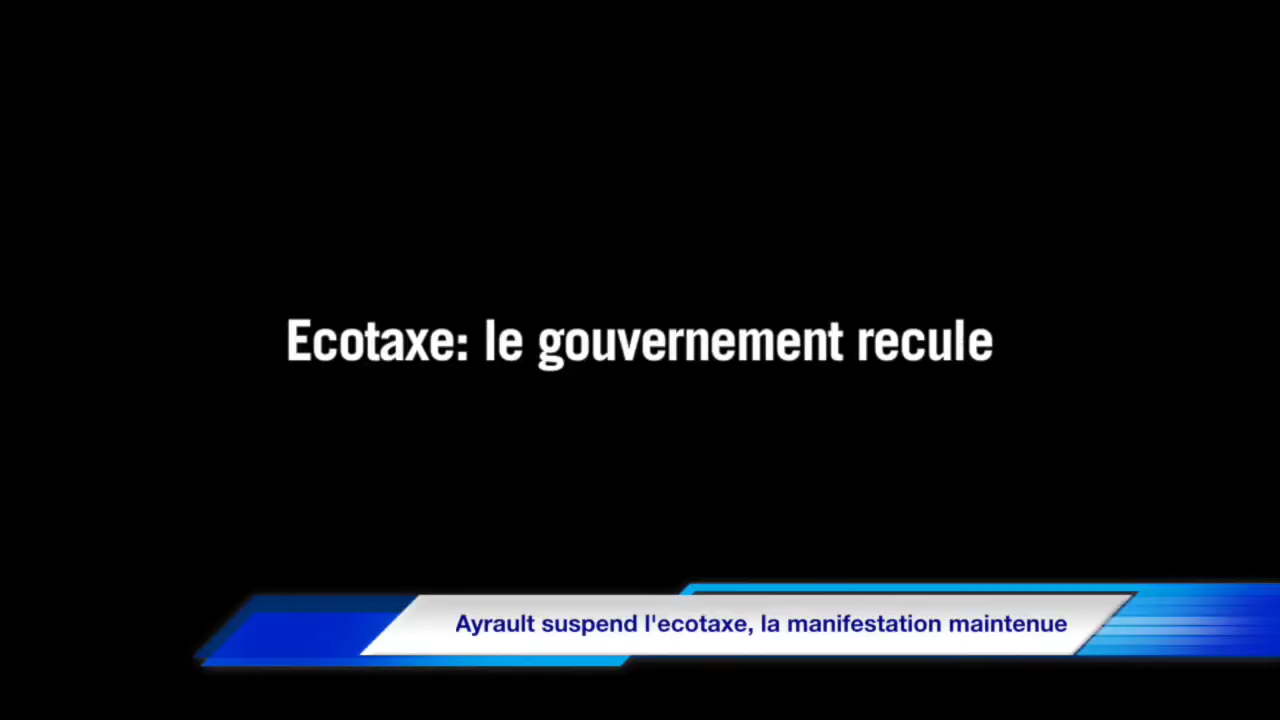 Ecotaxe: le gouvernement recule
Ayrault suspend l'ecotaxe, la manifestation maintenue